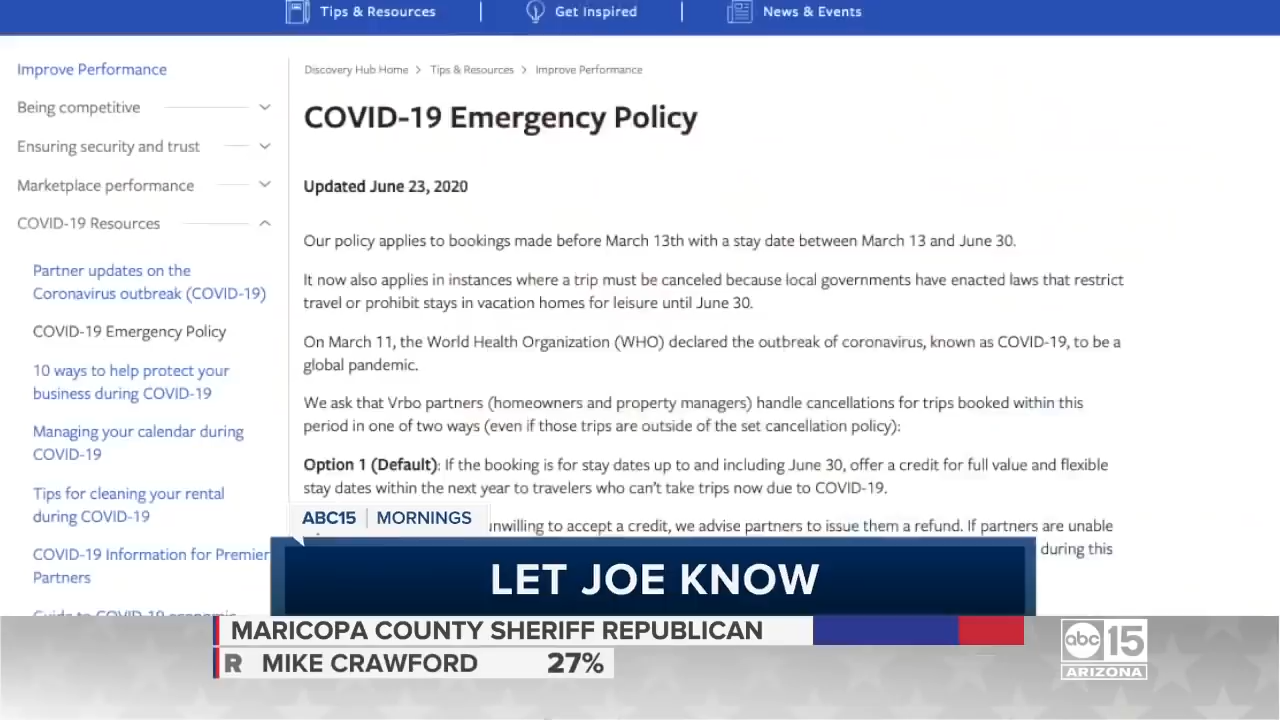 Tips & Resources
Get Inspired
News & Events
Improve Performance
Being competitive
Ensuring security and trust
Marketplace performance
COVID-19 Resources
Partner updates on the
Coronavirus outbreak (COVID-19)
COVID-19 Emergency Policy
10 ways to help protect your
business during COVID-19
Managing your calendar during
COVID-19
Tips for cleaning your rental
during COVID-19
COVID-19 Information for Premier
Partners
Discovery Hub Home > Tips & Resources > Improve Performance
COVID-19 Emergency Policy
Updated June 23, 2020
Our policy applies to bookings made before March 13th with a stay date between March 13 and June 30.
It now also applies in instances where a trip must be canceled because local governments have enacted laws that restrict
travel or prohibit stays in vacation homes for leisure until June 30.
On March 11, the World Health Organization (WHO) declared the outbreak of coronavirus, known as COVID-19, to be a
global pandemic.
We ask that Vrbo partners (homeowners and property managers) handle cancellations for trips booked within this
period in one of two ways (even if those trips are outside of the set cancellation policy):
Option 1 (Default): If the booking is for stay dates up to and including June 30, offer a credit for full value and flexible
stay dates within the next year to travelers who can't take trips now due to COVID-19.
to accept a credit, we advise partners to issue them a refund. If partners are unable
during this
ABC15 | MORNINGS
LET JOE KNOW
MARICOPA COUNTY SHERIFF REPUBLICAN
R MIKE CRAWFORD 27%
abc 15
ARIZONA